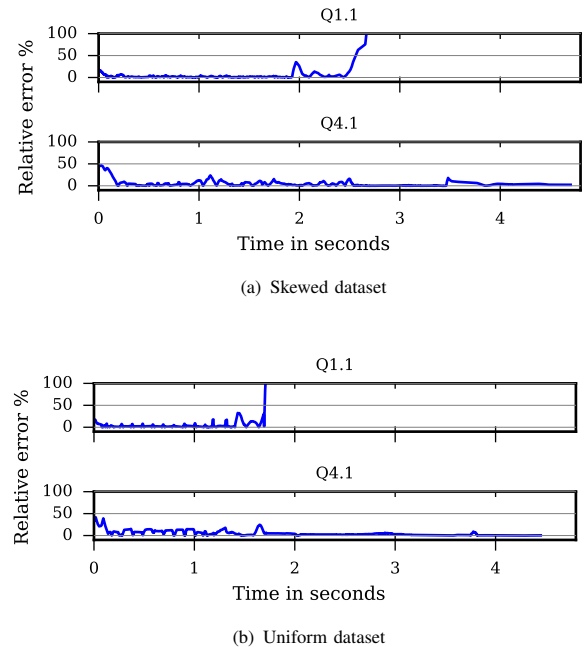 Q1.1
100
50
0
Q4.1
100
50
0
Relative error %
0 1 2 3 4
Time in seconds
(a) Skewed dataset
Q1.1
100
50
0
Q4.1
100
50
0
Relative error %
0 1 2 3 4
Time in seconds
(b) Uniform dataset